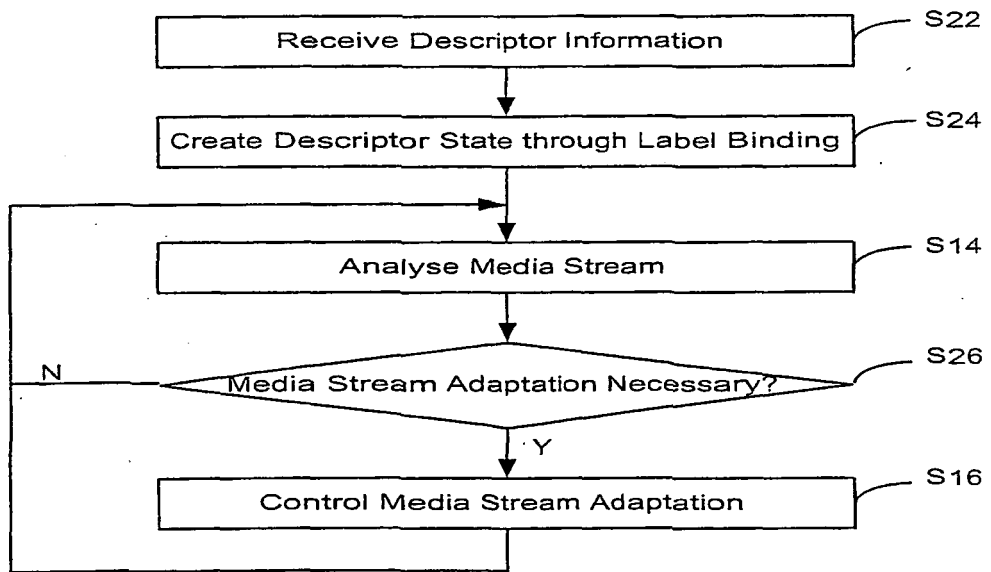 S22
Receive Descriptor Information
S24
Create Descriptor State through Label Binding
S14
Analyse Media Stream
S26
N
Media Stream Adaptation Necessary?
Y
S16
Control Media Stream Adaptation